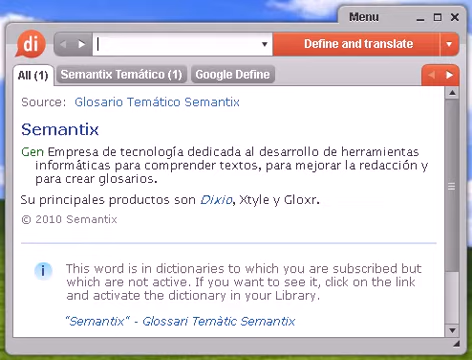 Menu
di
Define and translate
All (1)
Semantix Temático (1)
Google Define
Source: Glosario Temático Semantix
Semantix
Gen Empresa de tecnología dedicada al desarrollo de herramientas
informáticas para comprender textos, para mejorar la redacción y
para crear glosarios.
Su principales productos son Dixio, Xtyle y Gloxr.
© 2010 Semantix
i
This word is in dictionaries to which you are subscribed but
which are not active. If you want to see it, click on the link
and activate the dictionary in your Library.
"Semantix" - Glossari Temàtic Semantix